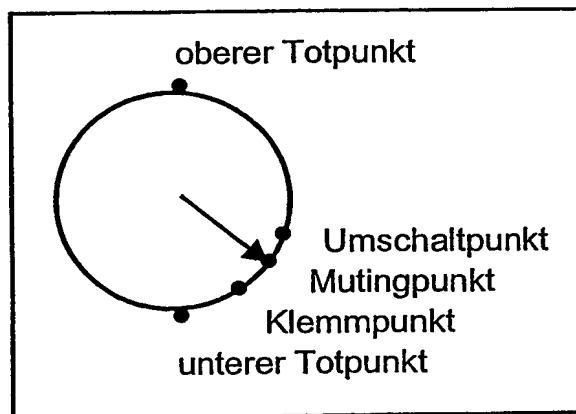 oberer Totpunkt
Umschaltpunkt
Mutingpunkt
Klemmpunkt
unterer Totpunkt